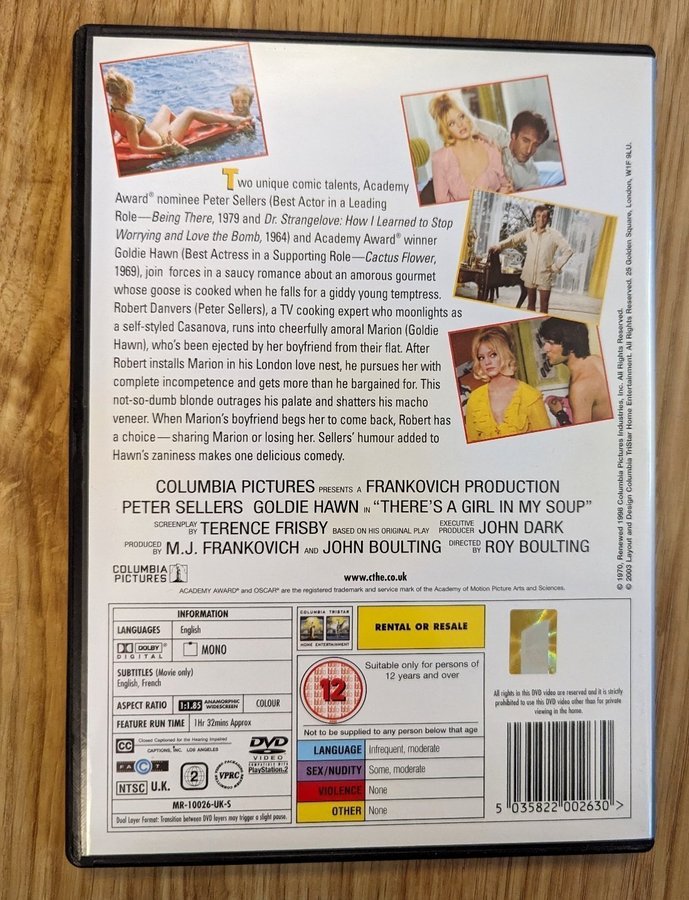 Two unique comic talents, Academy
Award® nominee Peter Sellers (Best Actor in a Leading
Role—Being There, 1979 and Dr. Strangelove: How I Learned to Stop
Worrying and Love the Bomb, 1964) and Academy Award® winner
Goldie Hawn (Best Actress in a Supporting Role—Cactus Flower,
1969), join forces in a saucy romance about an amorous gourmet
whose goose is cooked when he falls for a giddy young temptress.
Robert Danvers (Peter Sellers), a TV cooking expert who moonlights as
a self-styled Casanova, runs into cheerfully amoral Marion (Goldie
Hawn), who's been ejected by her boyfriend from their flat. After
Robert installs Marion in his London love nest, he pursues her with
complete incompetence and gets more than he bargained for. This
not-so-dumb blonde outrages his palate and shatters his macho
veneer. When Marion's boyfriend begs her to come back, Robert has
a choice—sharing Marion or losing her. Sellers' humour added to
Hawn's zaniness makes one delicious comedy.
COLUMBIA PICTURES PRESENTS A FRANKOVICH PRODUCTION
PETER SELLERS GOLDIE HAWN IN "THERE'S A GIRL IN MY SOUP"
SCREENPLAY BY TERENCE FRISBY BASED ON HIS ORIGINAL PLAY EXECUTIVE PRODUCER JOHN DARK
PRODUCED BY M.J. FRANKOVICH AND JOHN BOULTING DIRECTED BY ROY BOULTING
COLUMBIA PICTURES
www.cthe.co.uk
ACADEMY AWARD® and OSCAR® are the registered trademark and service mark of the Academy of Motion Picture Arts and Sciences.
© 1970, Renewed 1998 Columbia Pictures Industries, Inc. All Rights Reserved.
© 2003 Layout and Design Columbia TriStar Home Entertainment. All Rights Reserved. 25 Golden Square, London, W1F 9LU.
INFORMATION
LANGUAGES English
DOLBY DIGITAL MONO
SUBTITLES (Movie only)
English, French
ASPECT RATIO 1:1.85 ANAMORPHIC WIDESCREEN COLOUR
FEATURE RUN TIME 1Hr 32mins Approx
CC Closed Captioned for the Hearing Impaired
CAPTIONS, INC. LOS ANGELES
DVD VIDEO
COMPATIBLE WITH PlayStation.2
FACT
2
VPRC
NTSC U.K.
MR-10026-UK-S
Dual Layer Format: Transition between DVD layers may trigger a slight pause.
COLUMBIA TRISTAR
HOME ENTERTAINMENT
RENTAL OR RESALE
12
Suitable only for persons of
12 years and over
Not to be supplied to any person below that age
LANGUAGE Infrequent, moderate
SEX/NUDITY Some, moderate
VIOLENCE None
OTHER None
All rights in this DVD video are reserved and it is strictly
prohibited to use this DVD video other than for private
viewing in the home.
5 035822 002630 >